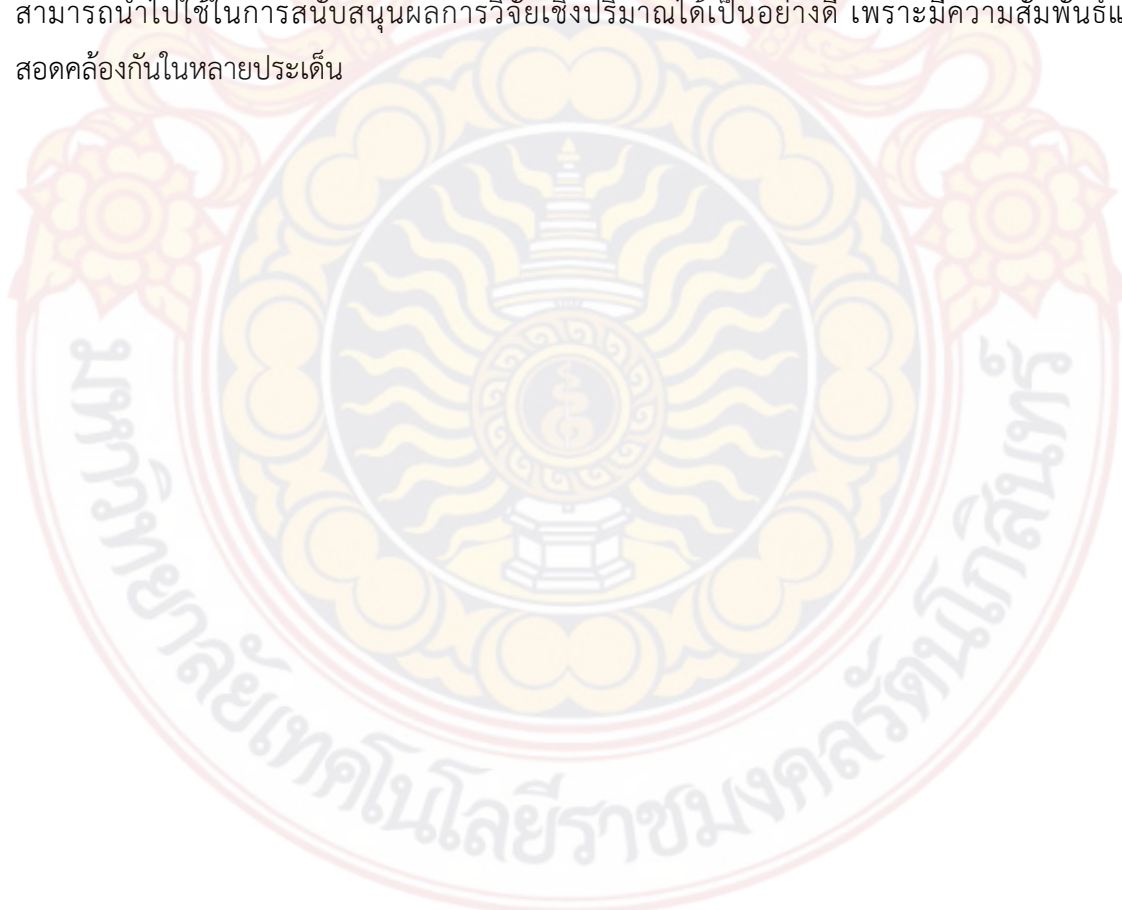 สามารถนำไปใช้ในการสนับสนุนผลการวิจัยเชิงปริมาณได้เป็นอย่างดี เพราะมีความสัมพันธ์
สอดคล้องกันในหลายประเด็น
มหาวิทยาลัยเทคโนโลยีราชมงคลรัตนโกสินทร์